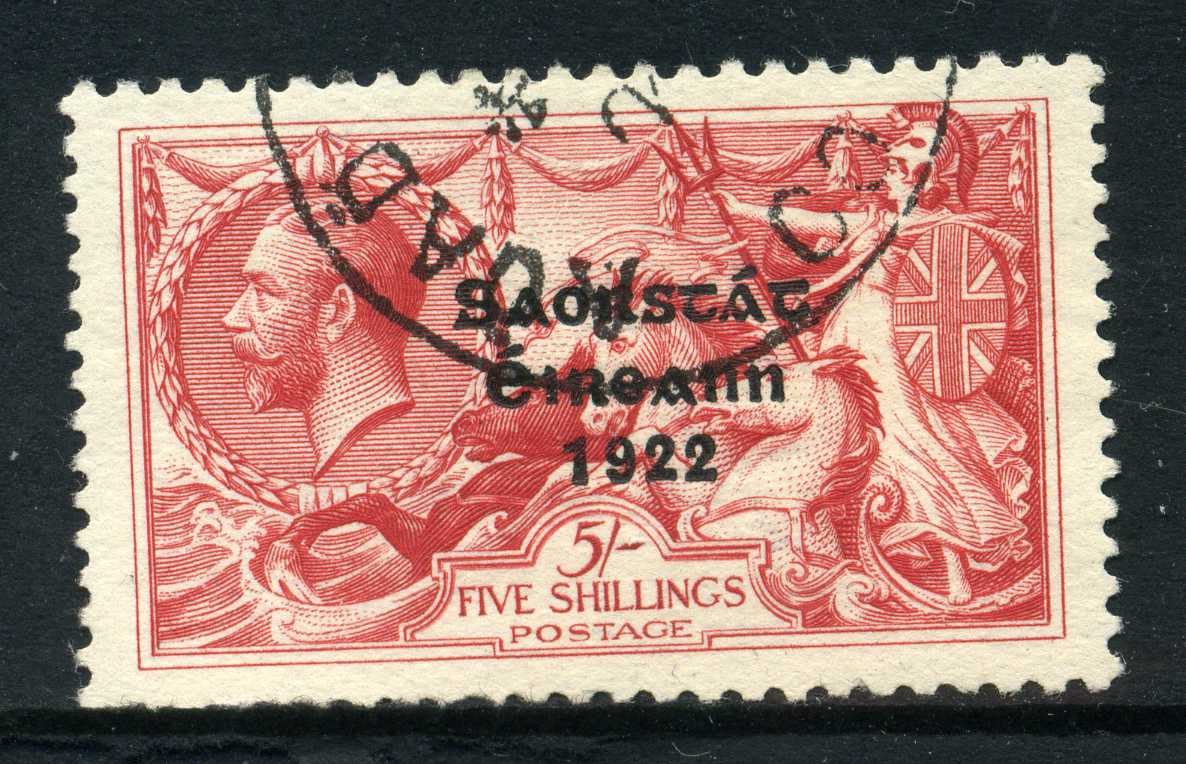 Saorstát
Éireann
1922
5/-
FIVE SHILLINGS
POSTAGE